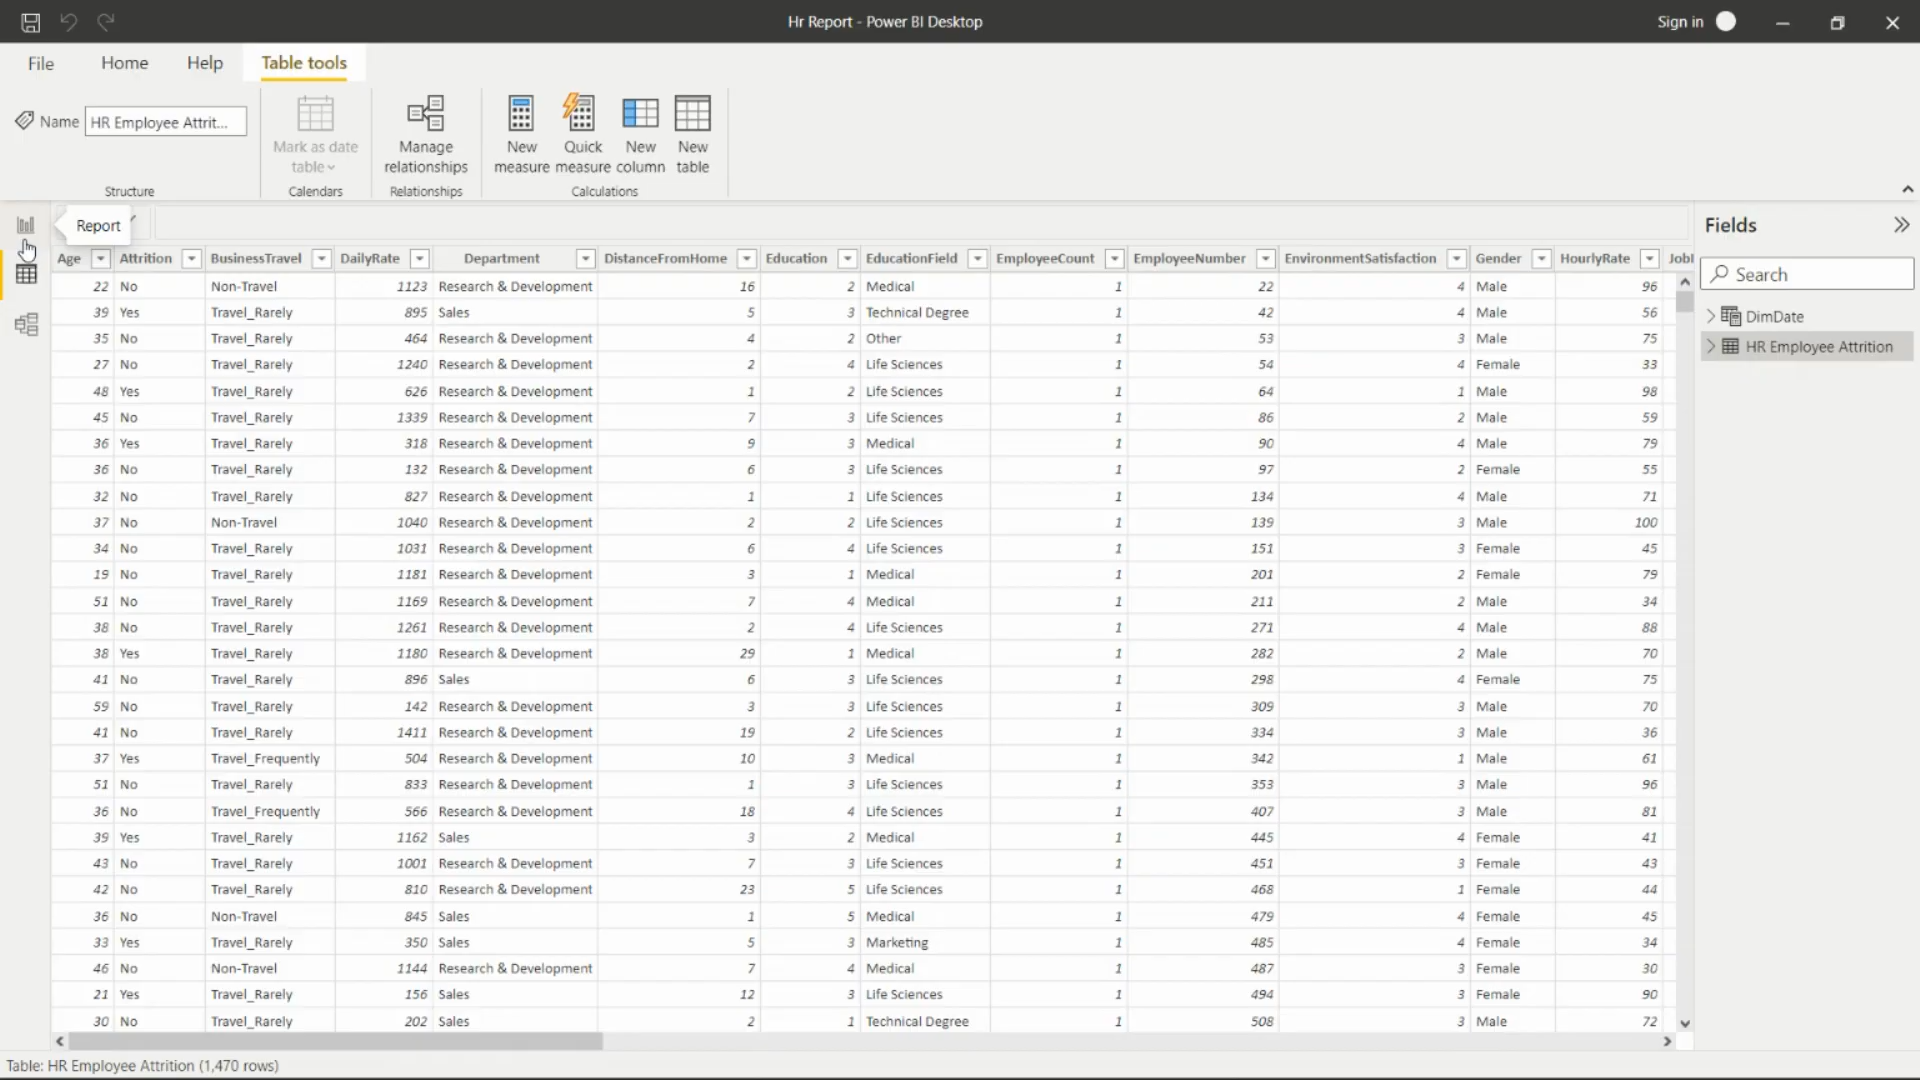 Hr Report - Power BI Desktop
Sign in
File Home Help Table tools
Name HR Employee Attrit...
Mark as date table
Manage relationships
New measure
Quick measure
New column
New table
Structure Calendars Relationships Calculations
Report
Fields
Search
DimDate
HR Employee Attrition
Age Attrition BusinessTravel DailyRate Department DistanceFromHome Education EducationField EmployeeCount EmployeeNumber EnvironmentSatisfaction Gender HourlyRate JobI
22 No Non-Travel 1123 Research & Development 16 2 Medical 1 22 4 Male 96
39 Yes Travel_Rarely 895 Sales 5 3 Technical Degree 1 42 4 Male 56
35 No Travel_Rarely 464 Research & Development 4 2 Other 1 53 3 Male 75
27 No Travel_Rarely 1240 Research & Development 2 4 Life Sciences 1 54 4 Female 33
48 Yes Travel_Rarely 626 Research & Development 1 2 Life Sciences 1 64 1 Male 98
45 No Travel_Rarely 1339 Research & Development 7 3 Life Sciences 1 86 2 Male 59
36 Yes Travel_Rarely 318 Research & Development 9 3 Medical 1 90 4 Male 79
36 No Travel_Rarely 132 Research & Development 6 3 Life Sciences 1 97 2 Female 55
32 No Travel_Rarely 827 Research & Development 1 1 Life Sciences 1 134 4 Male 71
37 No Non-Travel 1040 Research & Development 2 2 Life Sciences 1 139 3 Male 100
34 No Travel_Rarely 1031 Research & Development 6 4 Life Sciences 1 151 3 Female 45
19 No Travel_Rarely 1181 Research & Development 3 1 Medical 1 201 2 Female 79
51 No Travel_Rarely 1169 Research & Development 7 4 Medical 1 211 2 Male 34
38 No Travel_Rarely 1261 Research & Development 2 4 Life Sciences 1 271 4 Male 88
38 Yes Travel_Rarely 1180 Research & Development 29 1 Medical 1 282 2 Male 70
41 No Travel_Rarely 896 Sales 6 3 Life Sciences 1 298 4 Female 75
59 No Travel_Rarely 142 Research & Development 3 3 Life Sciences 1 309 3 Male 70
41 No Travel_Rarely 1411 Research & Development 19 2 Life Sciences 1 334 3 Male 36
37 Yes Travel_Frequently 504 Research & Development 10 3 Medical 1 342 1 Male 61
51 No Travel_Rarely 833 Research & Development 1 3 Life Sciences 1 353 3 Male 96
36 No Travel_Frequently 566 Research & Development 18 4 Life Sciences 1 407 3 Male 81
39 Yes Travel_Rarely 1162 Sales 3 2 Medical 1 445 4 Female 41
43 No Travel_Rarely 1001 Research & Development 7 3 Life Sciences 1 451 3 Female 43
42 No Travel_Rarely 810 Research & Development 23 5 Life Sciences 1 468 1 Female 44
36 No Non-Travel 845 Sales 1 5 Medical 1 479 4 Female 45
33 Yes Travel_Rarely 350 Sales 5 3 Marketing 1 485 4 Female 34
46 No Non-Travel 1144 Research & Development 7 4 Medical 1 487 3 Female 30
21 Yes Travel_Rarely 156 Sales 12 3 Life Sciences 1 494 3 Female 90
30 No Travel_Rarely 202 Sales 2 1 Technical Degree 1 508 3 Male 72
Table: HR Employee Attrition (1,470 rows)